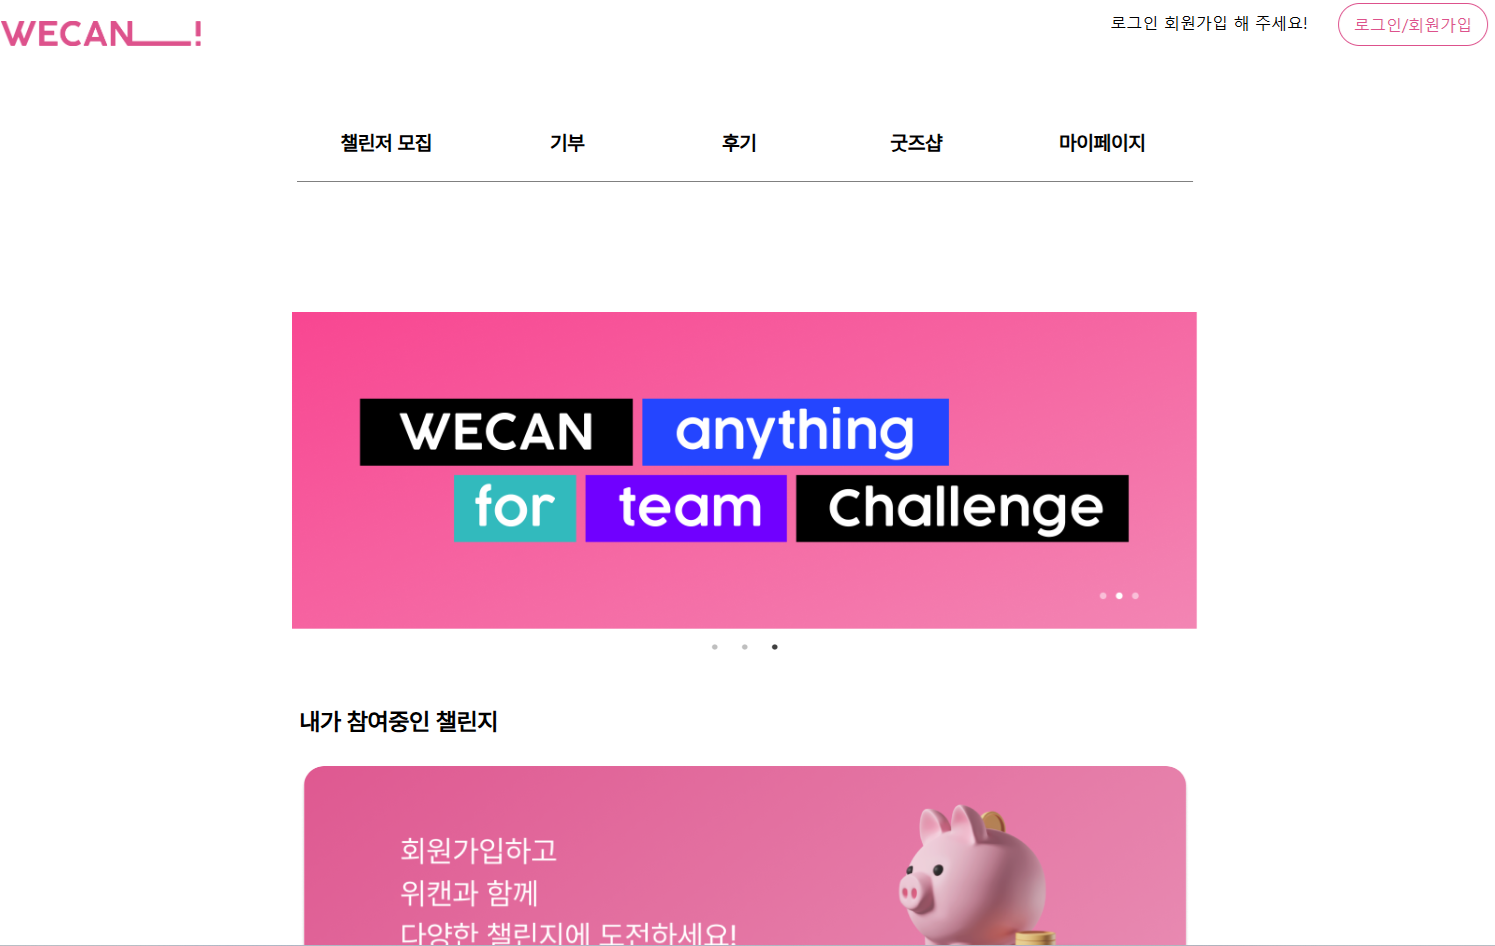 WECAN___!
로그인 회원가입 해 주세요!
로그인/회원가입
챌린저 모집 기부 후기 굿즈샵 마이페이지
WECAN anything
for team Challenge
내가 참여중인 챌린지
회원가입하고
위캔과 함께
다양한 챌린지에 도전하세요!